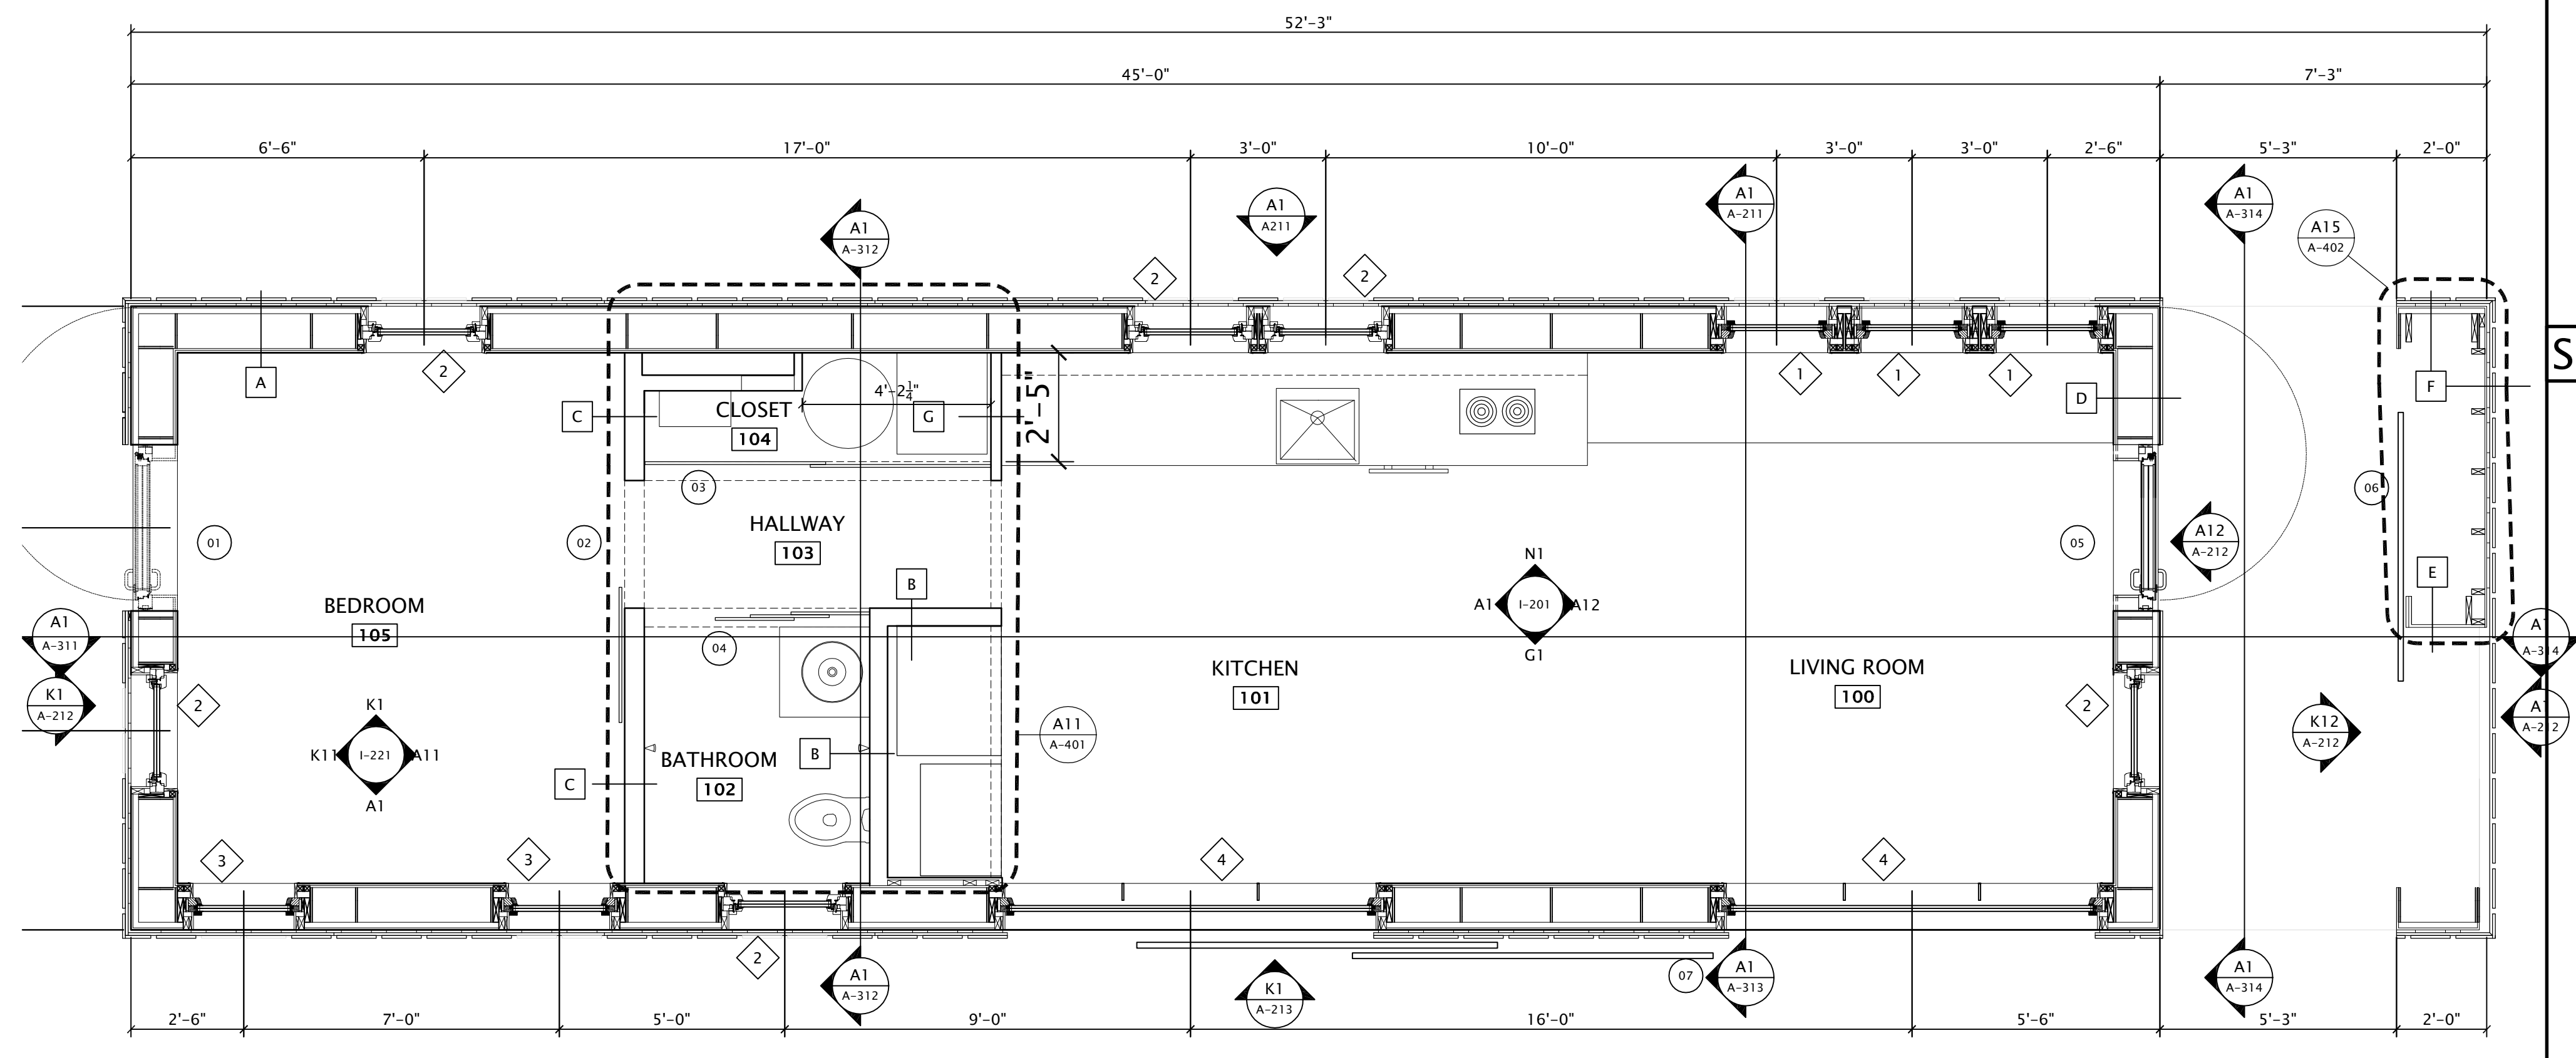 52'-3"
45'-0" 7'-3"
6'-6" 17'-0" 3'-0" 10'-0" 3'-0" 3'-0" 2'-6" 5'-3" 2'-0"
A1 A-312
A1 A211
A1 A-211
A1 A-314
A15 A-402
2 2
A 2 1 1 1 F S
C CLOSET 4'-2 1/4" G 2'-5" D
104
03 06
01 02 HALLWAY 05 A12 A-212
103
N1
A1 I-201 A12
G1
B E
BEDROOM
105
A1 A-311
04
K1 A-212
2
KITCHEN
101
LIVING ROOM
100
2
K1
K11 I-221 A11
A1
BATHROOM
102
B
A11 A-401
K12 A-212
C
3 3 4 4
2
A1 A-312
K1 A-213
07
A1 A-313
A1 A-314
2'-6" 7'-0" 5'-0" 9'-0" 16'-0" 5'-6" 5'-3" 2'-0"